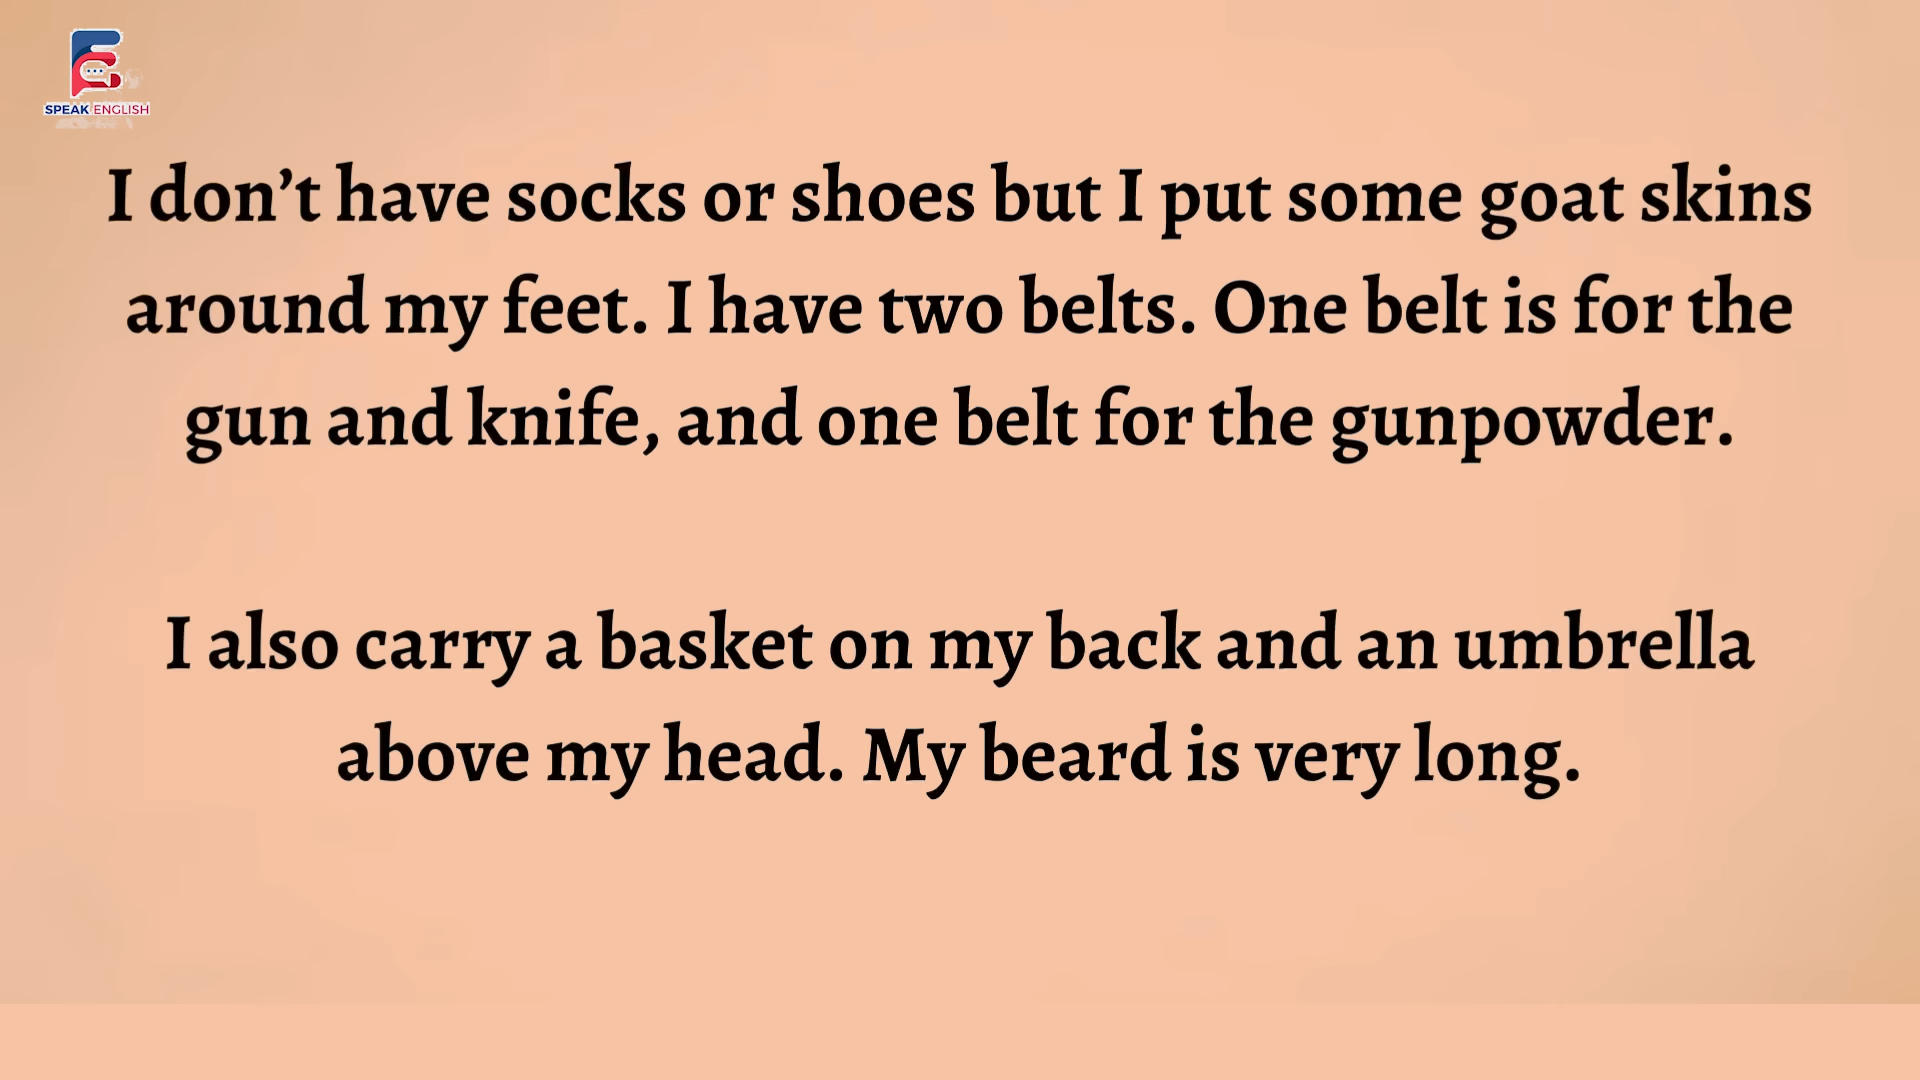 SPEAK ENGLISH
I don’t have socks or shoes but I put some goat skins
around my feet. I have two belts. One belt is for the
gun and knife, and one belt for the gunpowder.
I also carry a basket on my back and an umbrella
above my head. My beard is very long.